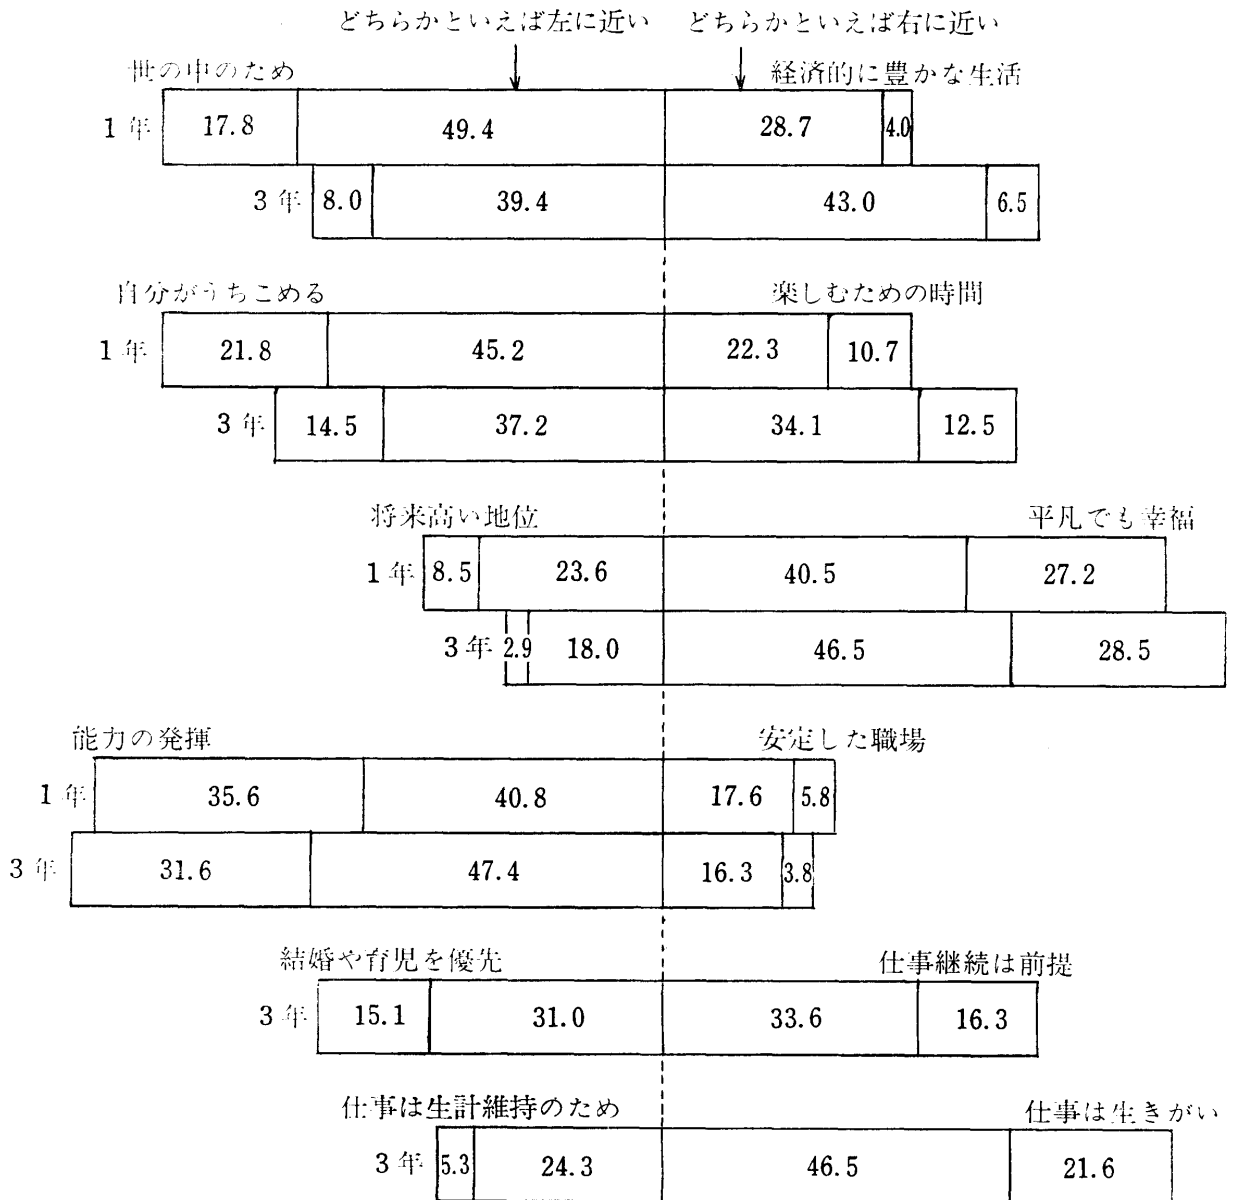 どちらかといえば左に近い　どちらかといえば右に近い
世の中のため　経済的に豊かな生活
1年 17.8 49.4 28.7 4.0
3年 8.0 39.4 43.0 6.5
自分がうちこめる　楽しむための時間
1年 21.8 45.2 22.3 10.7
3年 14.5 37.2 34.1 12.5
将来高い地位　平凡でも幸福
1年 8.5 23.6 40.5 27.2
3年 2.9 18.0 46.5 28.5
能力の発揮　安定した職場
1年 35.6 40.8 17.6 5.8
3年 31.6 47.4 16.3 3.8
結婚や育児を優先　仕事継続は前提
3年 15.1 31.0 33.6 16.3
仕事は生計維持のため　仕事は生きがい
3年 5.3 24.3 46.5 21.6